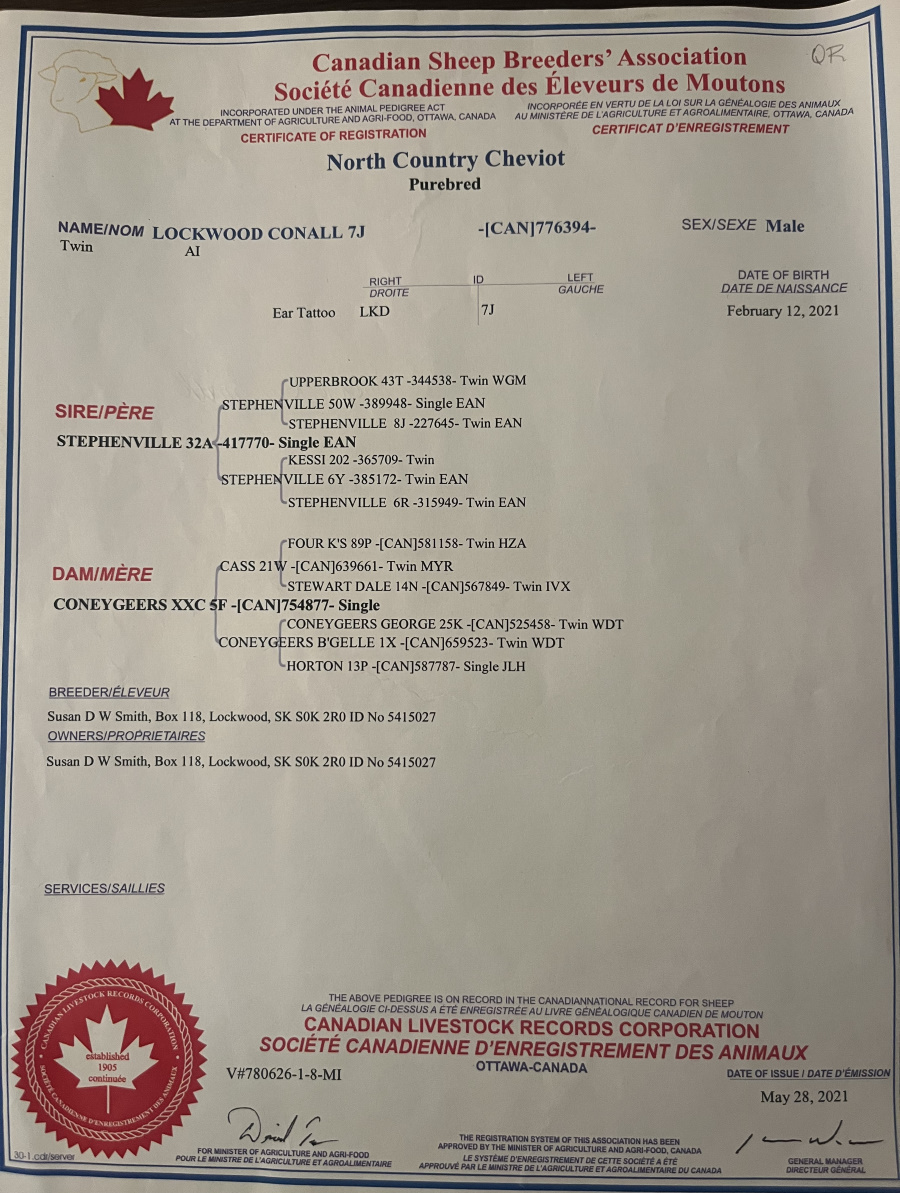 QR
Canadian Sheep Breeders' Association
Société Canadienne des Éleveurs de Moutons
INCORPORATED UNDER THE ANIMAL PEDIGREE ACT
AT THE DEPARTMENT OF AGRICULTURE AND AGRI-FOOD, OTTAWA, CANADA
INCORPORÉE EN VERTU DE LA LOI SUR LA GÉNÉALOGIE DES ANIMAUX
AU MINISTÈRE DE L'AGRICULTURE ET AGROALIMENTAIRE, OTTAWA, CANADA
CERTIFICATE OF REGISTRATION
CERTIFICAT D'ENREGISTREMENT
North Country Cheviot
Purebred
NAME/NOM LOCKWOOD CONALL 7J -[CAN]776394- SEX/SEXE Male
Twin AI
RIGHT ID LEFT
DROITE GAUCHE
DATE OF BIRTH
DATE DE NAISSANCE
Ear Tattoo LKD 7J February 12, 2021
UPPERBROOK 43T -344538- Twin WGM
STEPHENVILLE 50W -389948- Single EAN
SIRE/PÈRE
STEPHENVILLE 8J -227645- Twin EAN
STEPHENVILLE 32A -417770- Single EAN
KESSI 202 -365709- Twin
STEPHENVILLE 6Y -385172- Twin EAN
STEPHENVILLE 6R -315949- Twin EAN
FOUR K'S 89P -[CAN]581158- Twin HZA
CASS 21W -[CAN]639661- Twin MYR
DAM/MÈRE
STEWART DALE 14N -[CAN]567849- Twin IVX
CONEYGEERS XXC 5F -[CAN]754877- Single
CONEYGEERS GEORGE 25K -[CAN]525458- Twin WDT
CONEYGEERS B'GELLE 1X -[CAN]659523- Twin WDT
HORTON 13P -[CAN]587787- Single JLH
BREEDER/ÉLEVEUR
Susan D W Smith, Box 118, Lockwood, SK S0K 2R0 ID No 5415027
OWNERS/PROPRIETAIRES
Susan D W Smith, Box 118, Lockwood, SK S0K 2R0 ID No 5415027
SERVICES/SAILLIES
CANADIAN LIVESTOCK RECORDS CORPORATION
SOCIÉTÉ CANADIENNE D'ENREGISTREMENT DES ANIMAUX
established
1905
continuée
THE ABOVE PEDIGREE IS ON RECORD IN THE CANADIANNATIONAL RECORD FOR SHEEP
LA GÉNÉALOGIE CI-DESSUS A ÉTÉ ENREGISTRÉE AU LIVRE GÉNÉALOGIQUE CANADIEN DE MOUTON
CANADIAN LIVESTOCK RECORDS CORPORATION
SOCIÉTÉ CANADIENNE D'ENREGISTREMENT DES ANIMAUX
OTTAWA-CANADA
V#780626-1-8-MI
DATE OF ISSUE / DATE D'ÉMISSION
May 28, 2021
FOR MINISTER OF AGRICULTURE AND AGRI-FOOD
POUR LE MINISTRE DE L'AGRICULTURE ET AGROALIMENTAIRE
THE REGISTRATION SYSTEM OF THIS ASSOCIATION HAS BEEN
APPROVED BY THE MINISTER OF AGRICULTURE AND AGRI-FOOD, CANADA
LE SYSTÈME D'ENREGISTREMENT DE CETTE SOCIÉTÉ A ÉTÉ
APPROUVÉ PAR LE MINISTRE DE L'AGRICULTURE ET AGROALIMENTAIRE DU CANADA
GENERAL MANAGER
DIRECTEUR GÉNÉRAL
30-1.cdr/server